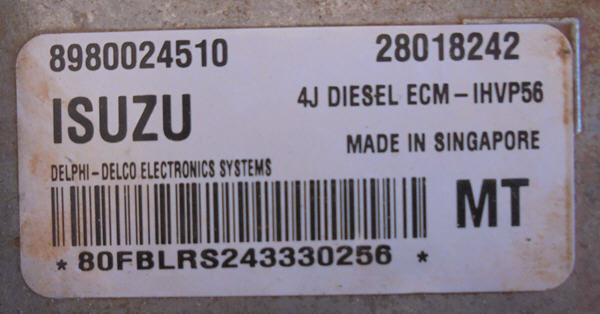 8980024510 28018242
ISUZU 4J DIESEL ECM-IHVP56
MADE IN SINGAPORE
DELPHI-DELCO ELECTRONICS SYSTEMS
MT
* 80FBLRS243330256 *